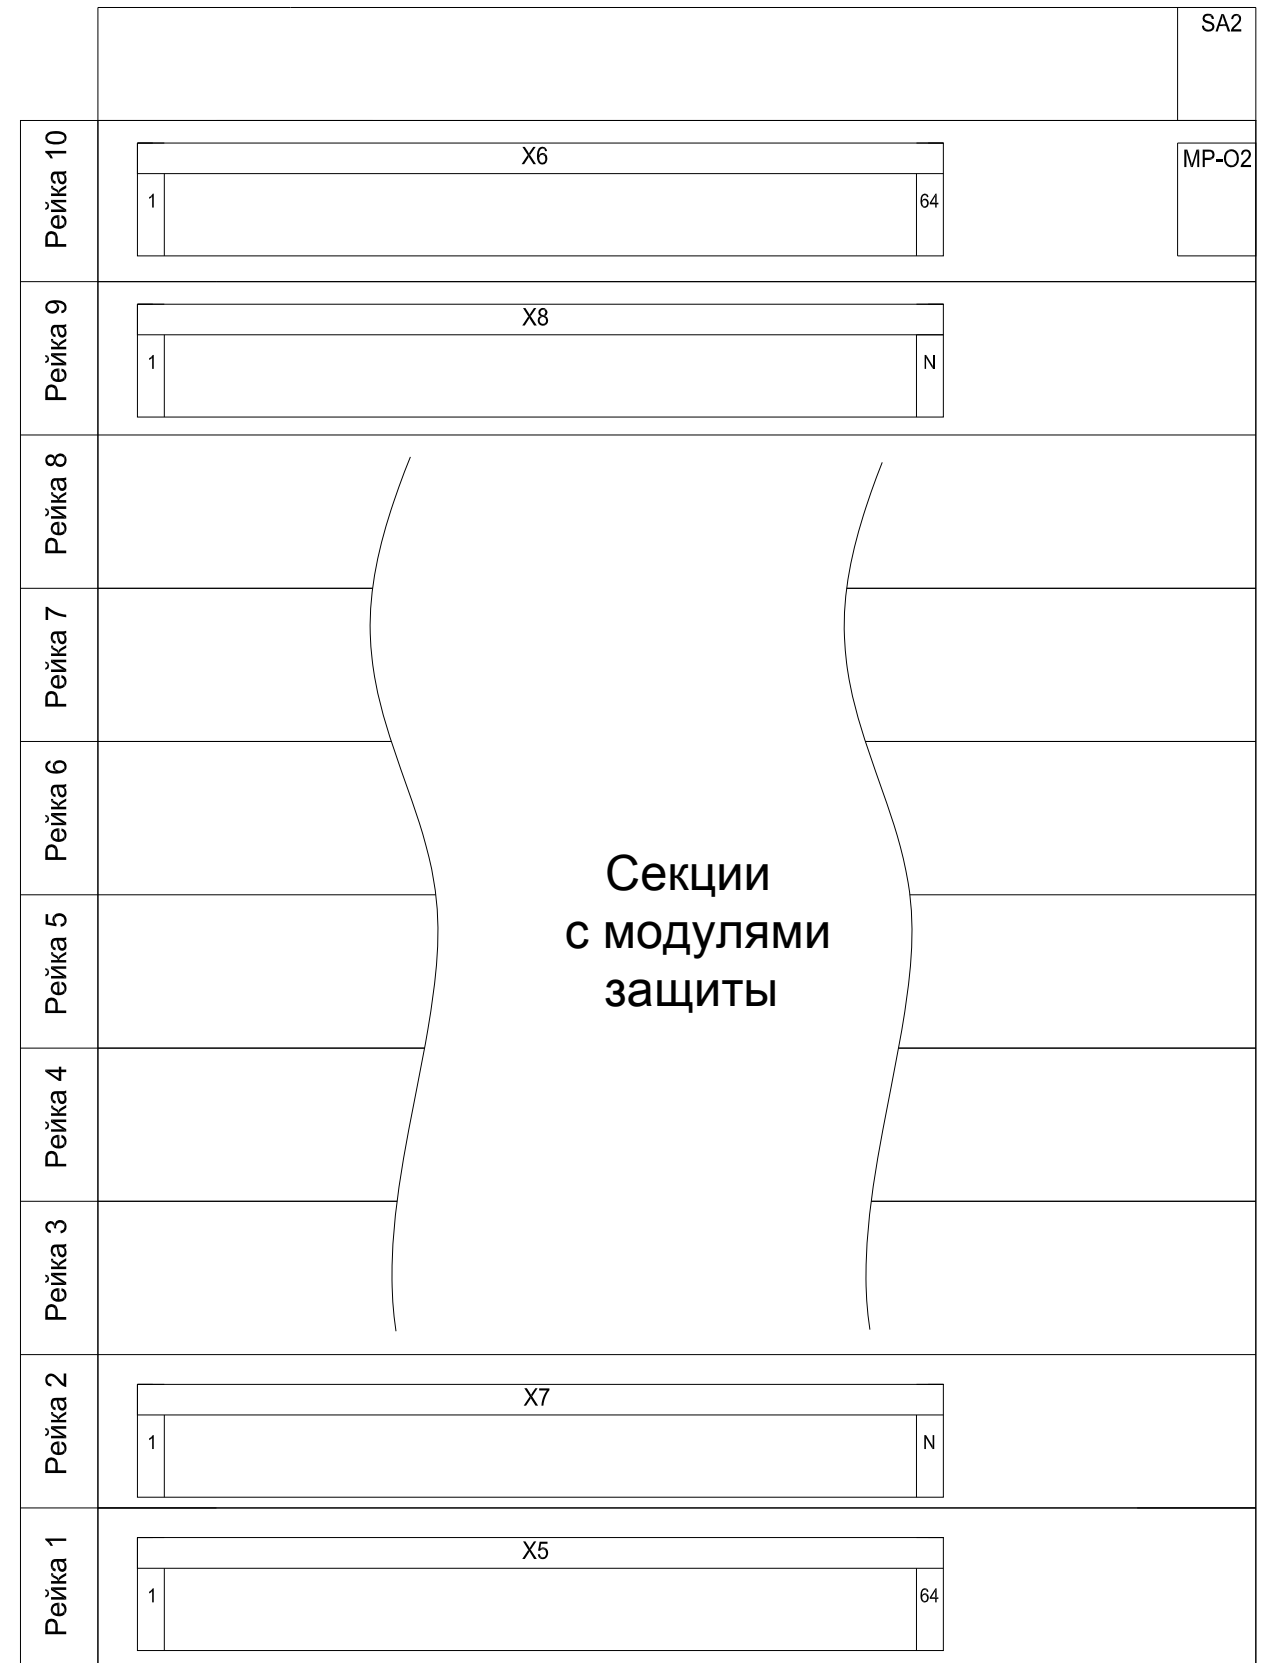 SA2
Рейка 10
X6
MP-O2
1
64
Рейка 9
X8
1
N
Рейка 8
Рейка 7
Рейка 6
Секции
с модулями
защиты
Рейка 5
Рейка 4
Рейка 3
Рейка 2
X7
1
N
Рейка 1
X5
1
64